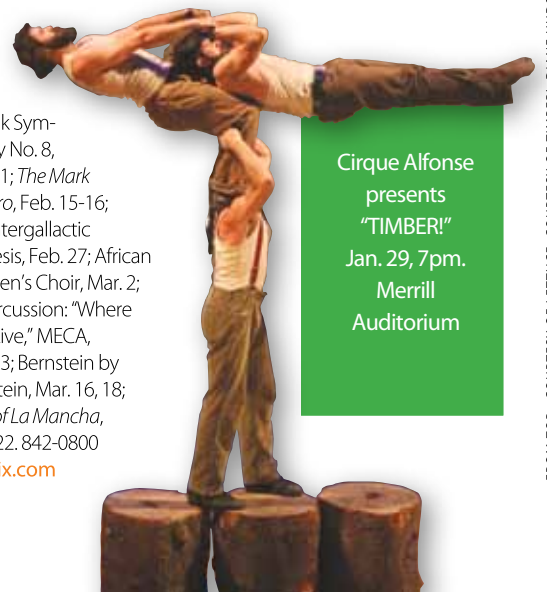 k Sym-
y No. 8,
1; The Mark
ro, Feb. 15-16;
tergallactic
esis, Feb. 27; African
en’s Choir, Mar. 2;
rcussion: “Where
tive,” MECA,
3; Bernstein by
tein, Mar. 16, 18;
of La Mancha,
22. 842-0800
ix.com
Cirque Alfonse
presents
“TIMBER!”
Jan. 29, 7pm.
Merrill
Auditorium